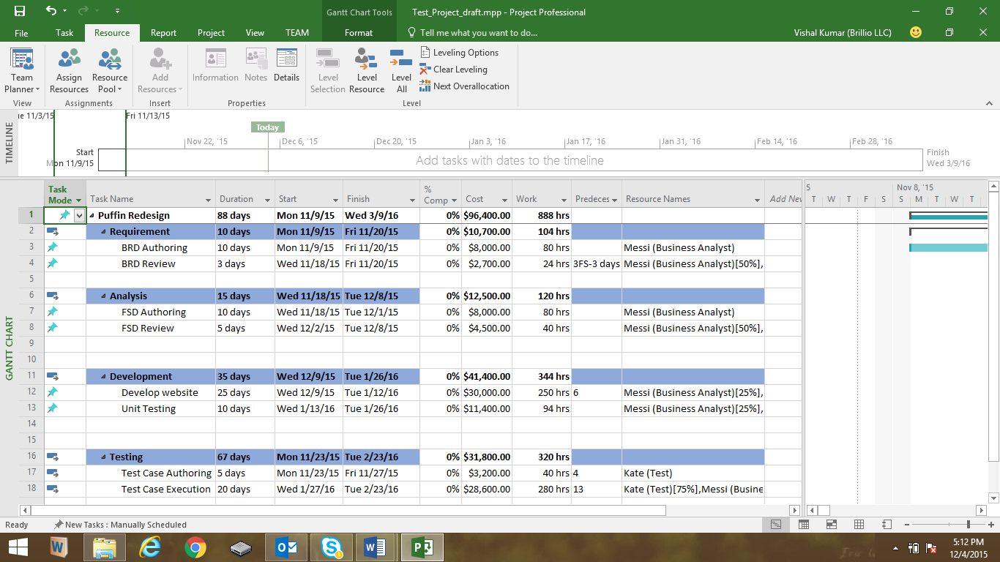 Gantt Chart Tools Test_Project_draft.mpp - Project Professional
File Task Resource Report Project View TEAM Format Tell me what you want to do... Vishal Kumar (Brillio LLC)
Team Planner Assign Resources Resource Pool Add Resources Information Notes Details Level Selection Level Resource Level All
Leveling Options
Clear Leveling
Next Overallocation
View Assignments Insert Properties Level
TIMELINE
e 11/3/15 Fri 11/13/15
Today
Nov 22, '15 Dec 6, '15 Dec 20, '15 Jan 3, '16 Jan 17, '16 Jan 31, '16 Feb 14, '16 Feb 28, '16
Start
Mon 11/9/15
Add tasks with dates to the timeline
Finish
Wed 3/9/16
GANTT CHART
Task Mode Task Name Duration Start Finish % Comp Cost Work Predeces Resource Names Add New
5 Nov 8, '15
T W T F S S M T W T
1 Puffin Redesign 88 days Mon 11/9/15 Wed 3/9/16 0% $96,400.00 888 hrs
2 Requirement 10 days Mon 11/9/15 Fri 11/20/15 0% $10,700.00 104 hrs
3 BRD Authoring 10 days Mon 11/9/15 Fri 11/20/15 0% $8,000.00 80 hrs Messi (Business Analyst)
4 BRD Review 3 days Wed 11/18/15 Fri 11/20/15 0% $2,700.00 24 hrs 3FS-3 days Messi (Business Analyst)[50%],
5
6 Analysis 15 days Wed 11/18/15 Tue 12/8/15 0% $12,500.00 120 hrs
7 FSD Authoring 10 days Wed 11/18/15 Tue 12/1/15 0% $8,000.00 80 hrs Messi (Business Analyst)
8 FSD Review 5 days Wed 12/2/15 Tue 12/8/15 0% $4,500.00 40 hrs Messi (Business Analyst)[50%],
9
10
11 Development 35 days Wed 12/9/15 Tue 1/26/16 0% $41,400.00 344 hrs
12 Develop website 25 days Wed 12/9/15 Tue 1/12/16 0% $30,000.00 250 hrs 6 Messi (Business Analyst)[25%],
13 Unit Testing 10 days Wed 1/13/16 Tue 1/26/16 0% $11,400.00 94 hrs Messi (Business Analyst)[25%],
14
15
16 Testing 67 days Mon 11/23/15 Tue 2/23/16 0% $31,800.00 320 hrs
17 Test Case Authoring 5 days Mon 11/23/15 Fri 11/27/15 0% $3,200.00 40 hrs 4 Kate (Test)
18 Test Case Execution 20 days Wed 1/27/16 Tue 2/23/16 0% $28,600.00 280 hrs 13 Kate (Test)[75%],Messi (Busine
Ready New Tasks : Manually Scheduled
5:12 PM
12/4/2015